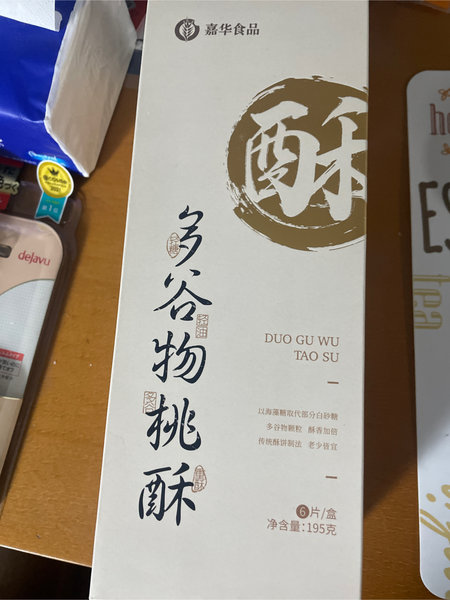 嘉华食品
酥
多谷物桃酥
DUO GU WU
TAO SU
以海藻糖取代部分白砂糖
多谷物颗粒 酥香加倍
传统酥饼制法 老少皆宜
6片/盒
净含量:195克
dejavu
tea